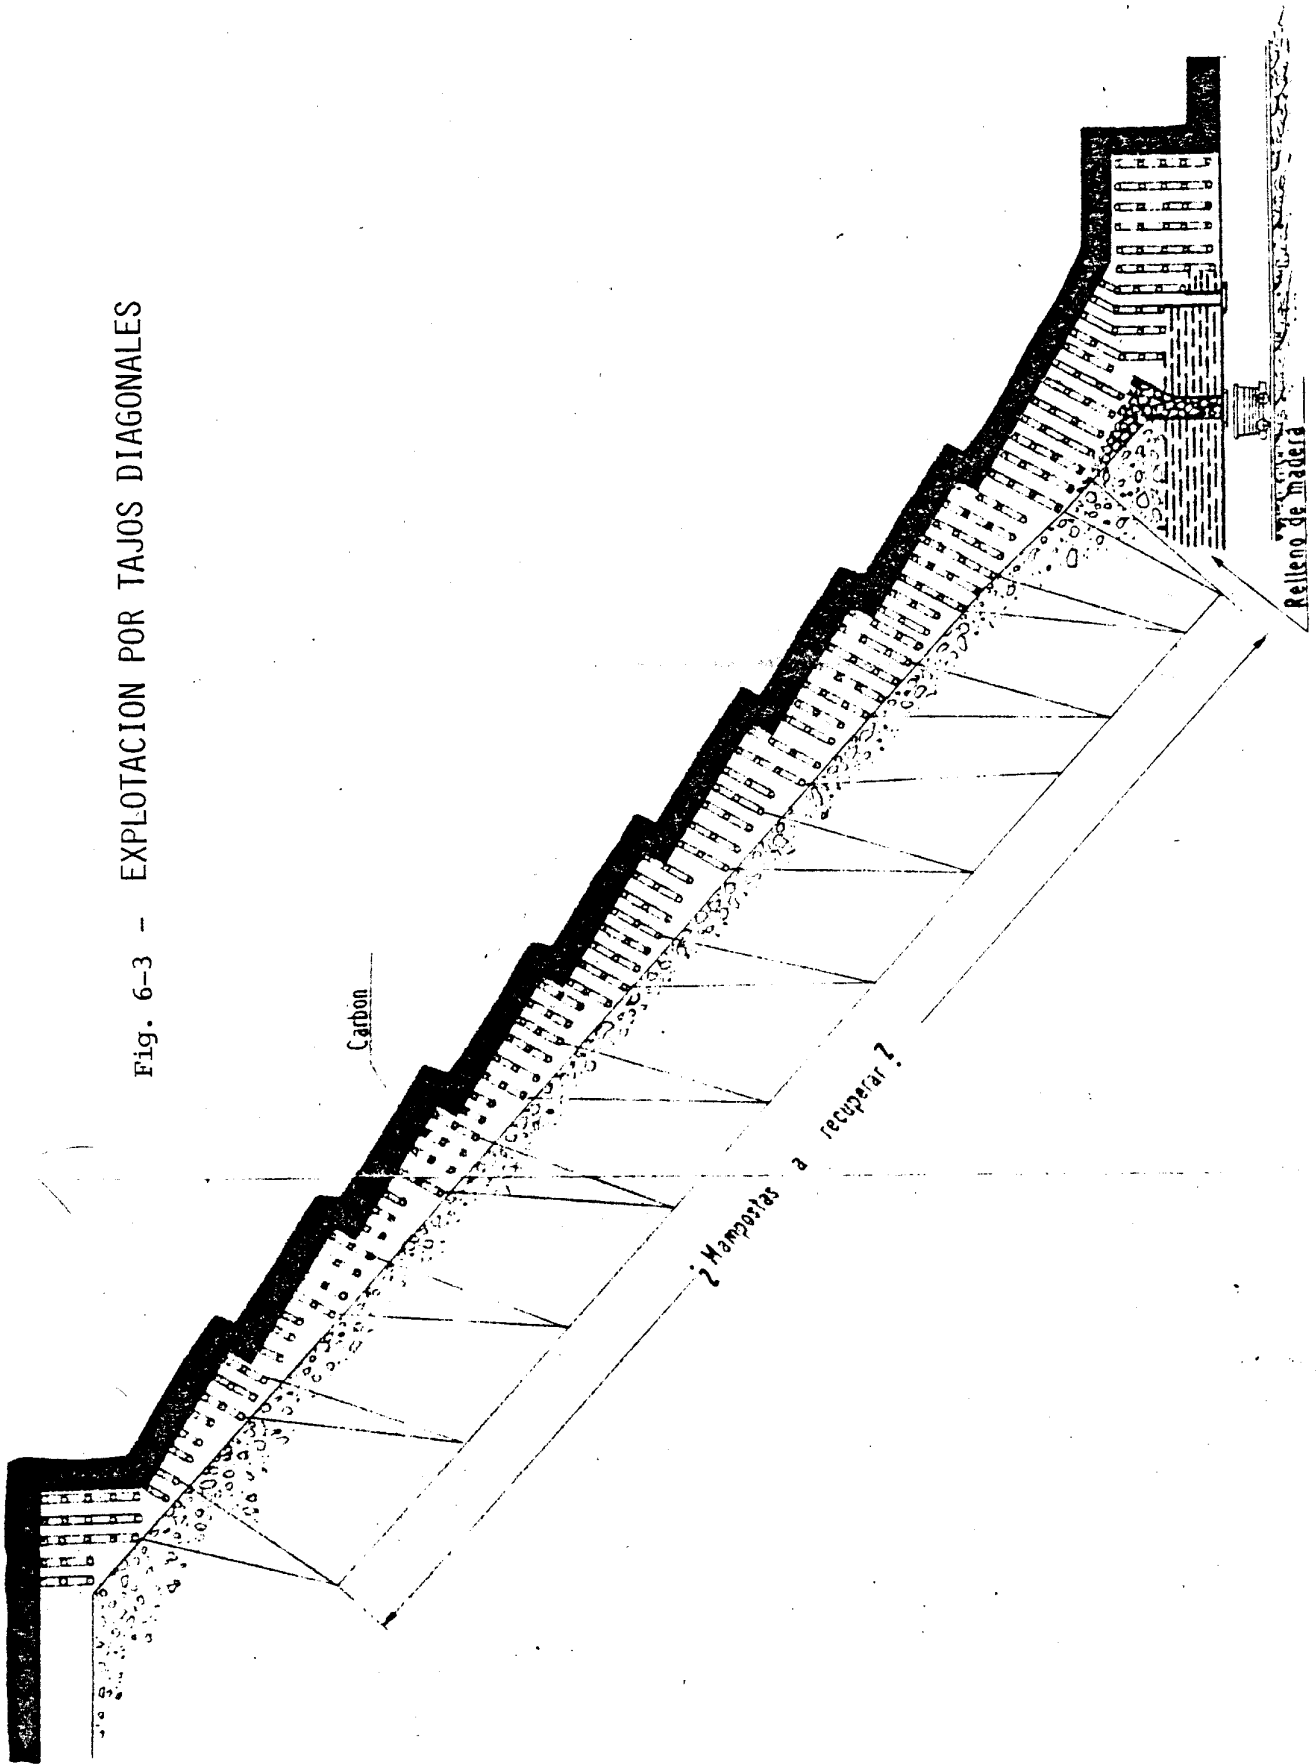 Fig. 6-3 - EXPLOTACION POR TAJOS DIAGONALES
Carbon
¿Mampostas a recuperar?
Relleno de madera